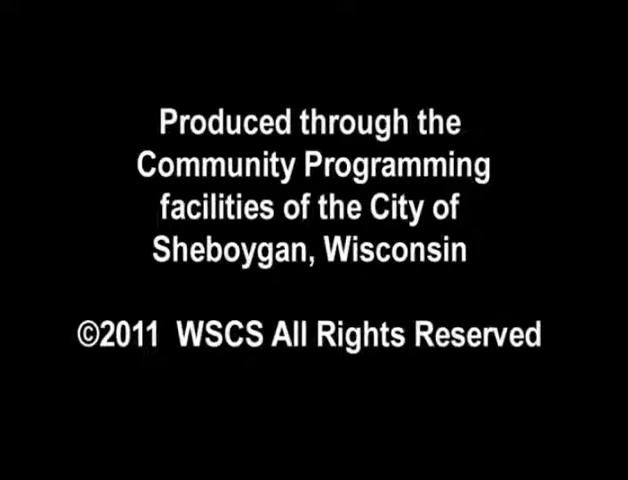 Produced through the
Community Programming
facilities of the City of
Sheboygan, Wisconsin
©2011 WSCS All Rights Reserved